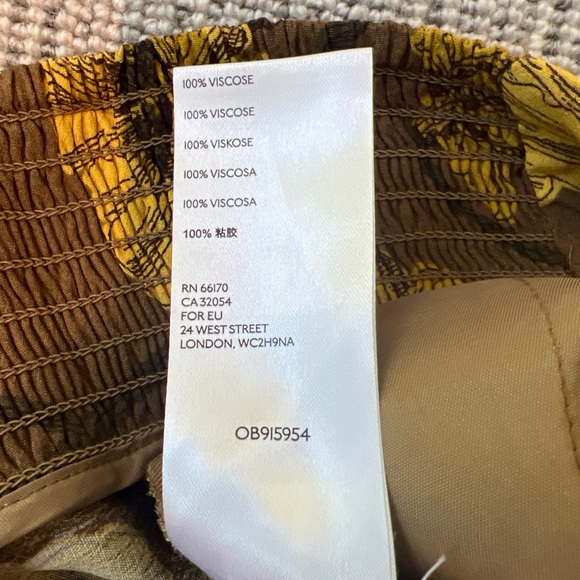 100% VISCOSE
100% VISCOSE
100% VISKOSE
100% VISCOSA
100% VISCOSA
100% 粘胶
RN 66170
CA 32054
FOR EU
24 WEST STREET
LONDON, WC2H9NA
OB915954